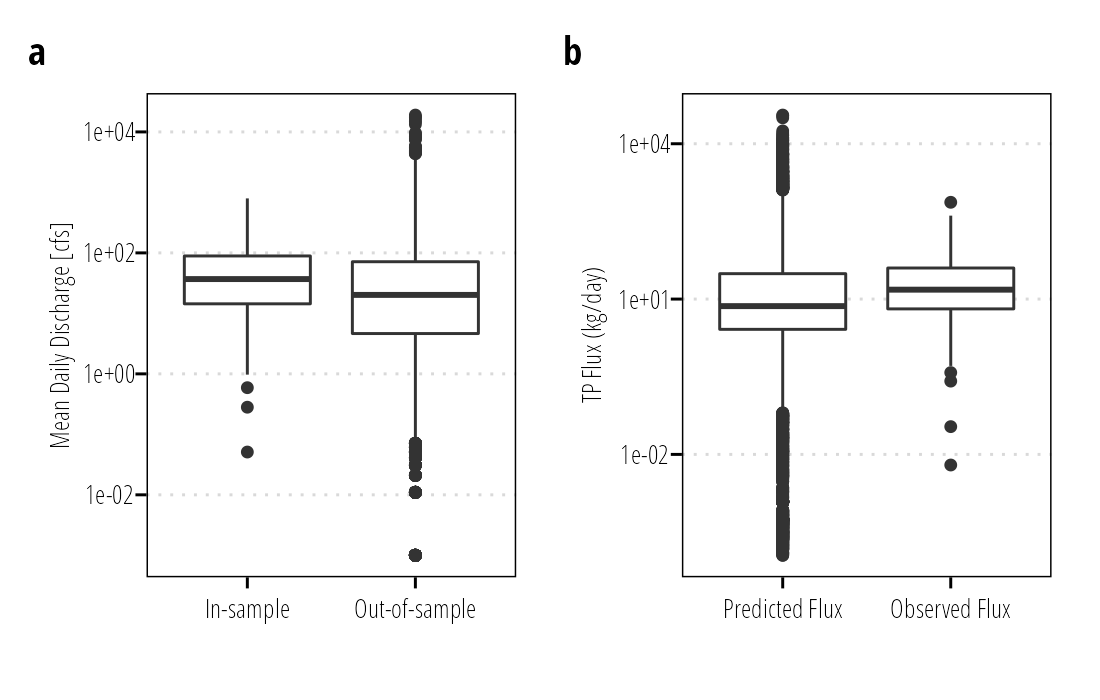 a
Mean Daily Discharge [cfs]
1e+04
1e+02
1e+00
1e-02
In-sample
Out-of-sample
b
TP Flux (kg/day)
1e+04
1e+01
1e-02
Predicted Flux
Observed Flux